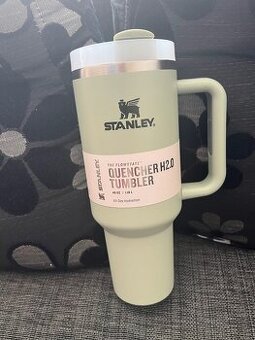 STANLEY
STANLEY
THE FLOWSTATE
QUENCHER H2.0
TUMBLER